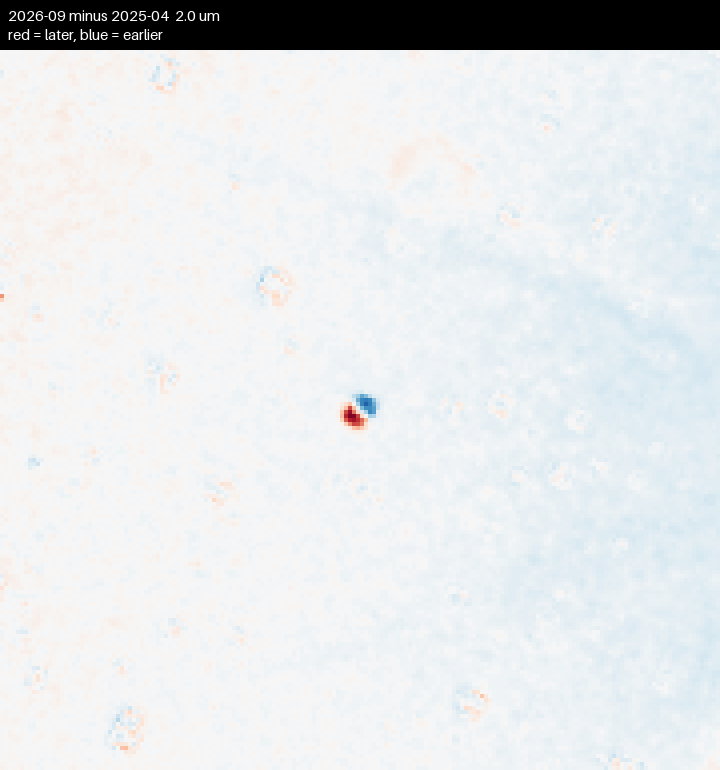 2026-09 minus 2025-04  2.0 um
red = later, blue = earlier